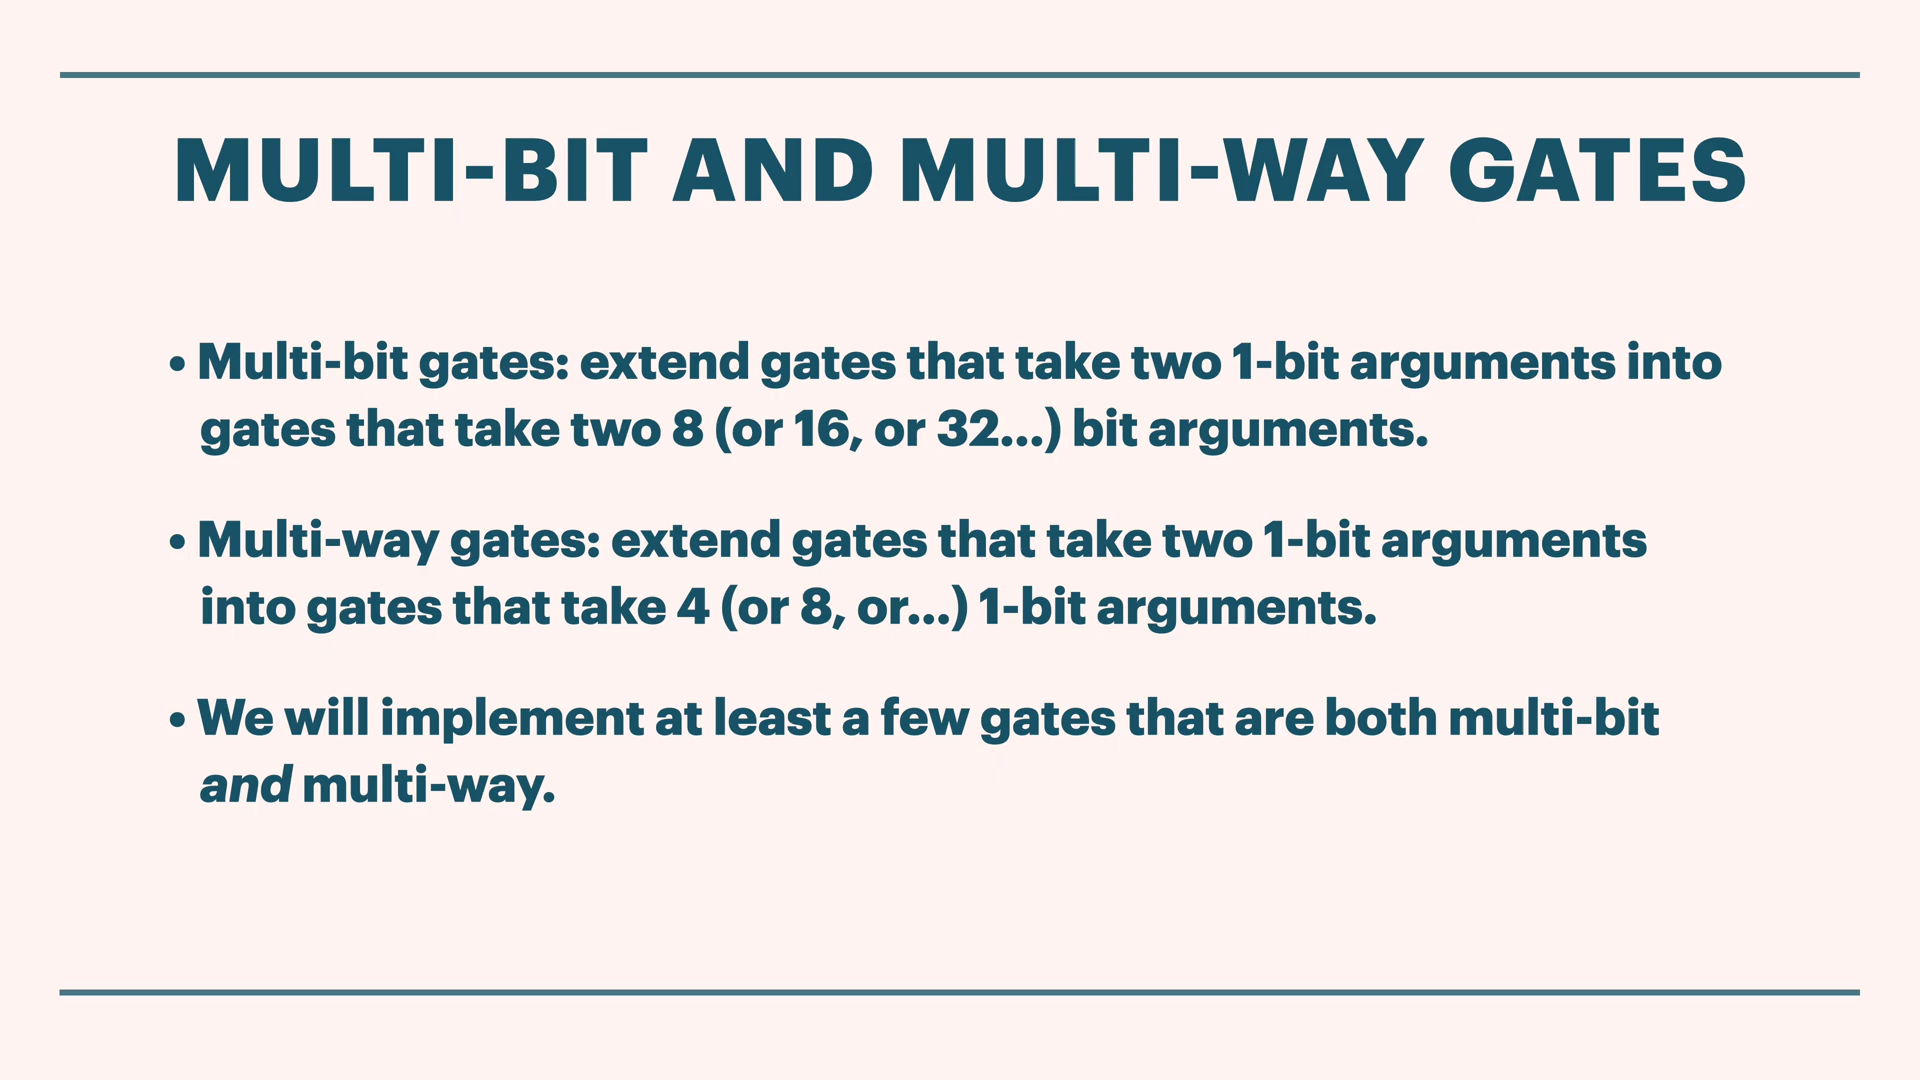 MULTI-BIT AND MULTI-WAY GATES
• Multi-bit gates: extend gates that take two 1-bit arguments into
gates that take two 8 (or 16, or 32...) bit arguments.
• Multi-way gates: extend gates that take two 1-bit arguments
into gates that take 4 (or 8, or...) 1-bit arguments.
• We will implement at least a few gates that are both multi-bit
and multi-way.